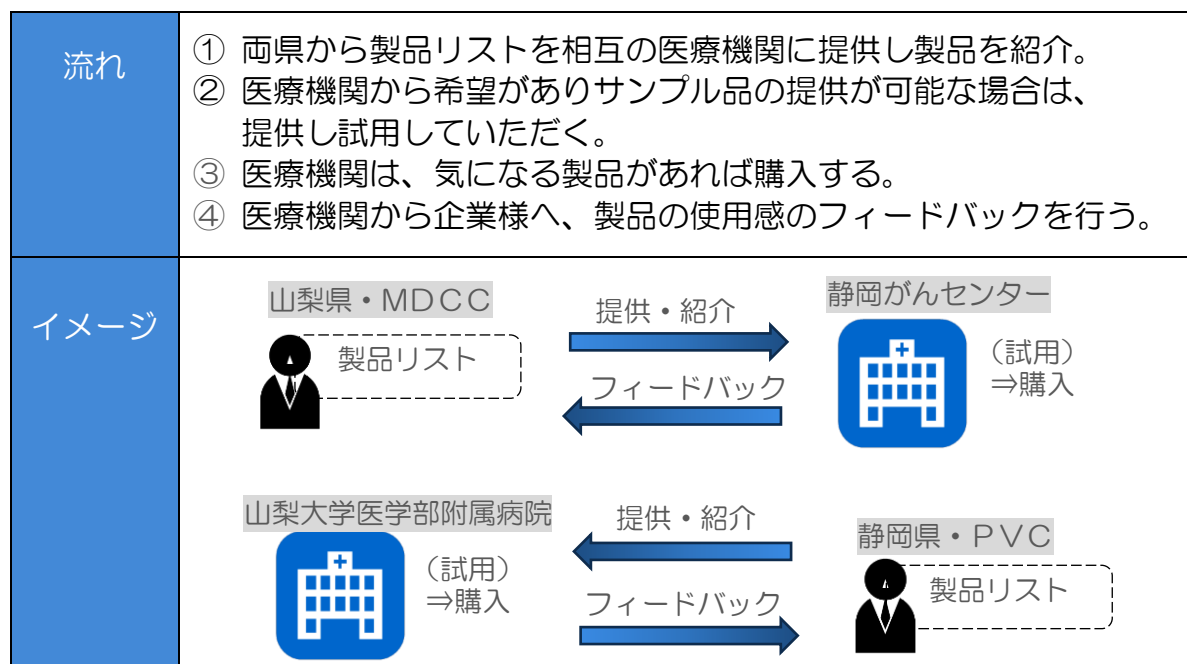 流れ
① 両県から製品リストを相互の医療機関に提供し製品を紹介。
② 医療機関から希望がありサンプル品の提供が可能な場合は、
提供し試用していただく。
③ 医療機関は、気になる製品があれば購入する。
④ 医療機関から企業様へ、製品の使用感のフィードバックを行う。
イメージ
山梨県・ＭＤＣＣ
製品リスト
提供・紹介
フィードバック
静岡がんセンター
（試用）
⇒購入
山梨大学医学部附属病院
（試用）
⇒購入
提供・紹介
フィードバック
静岡県・ＰＶＣ
製品リスト